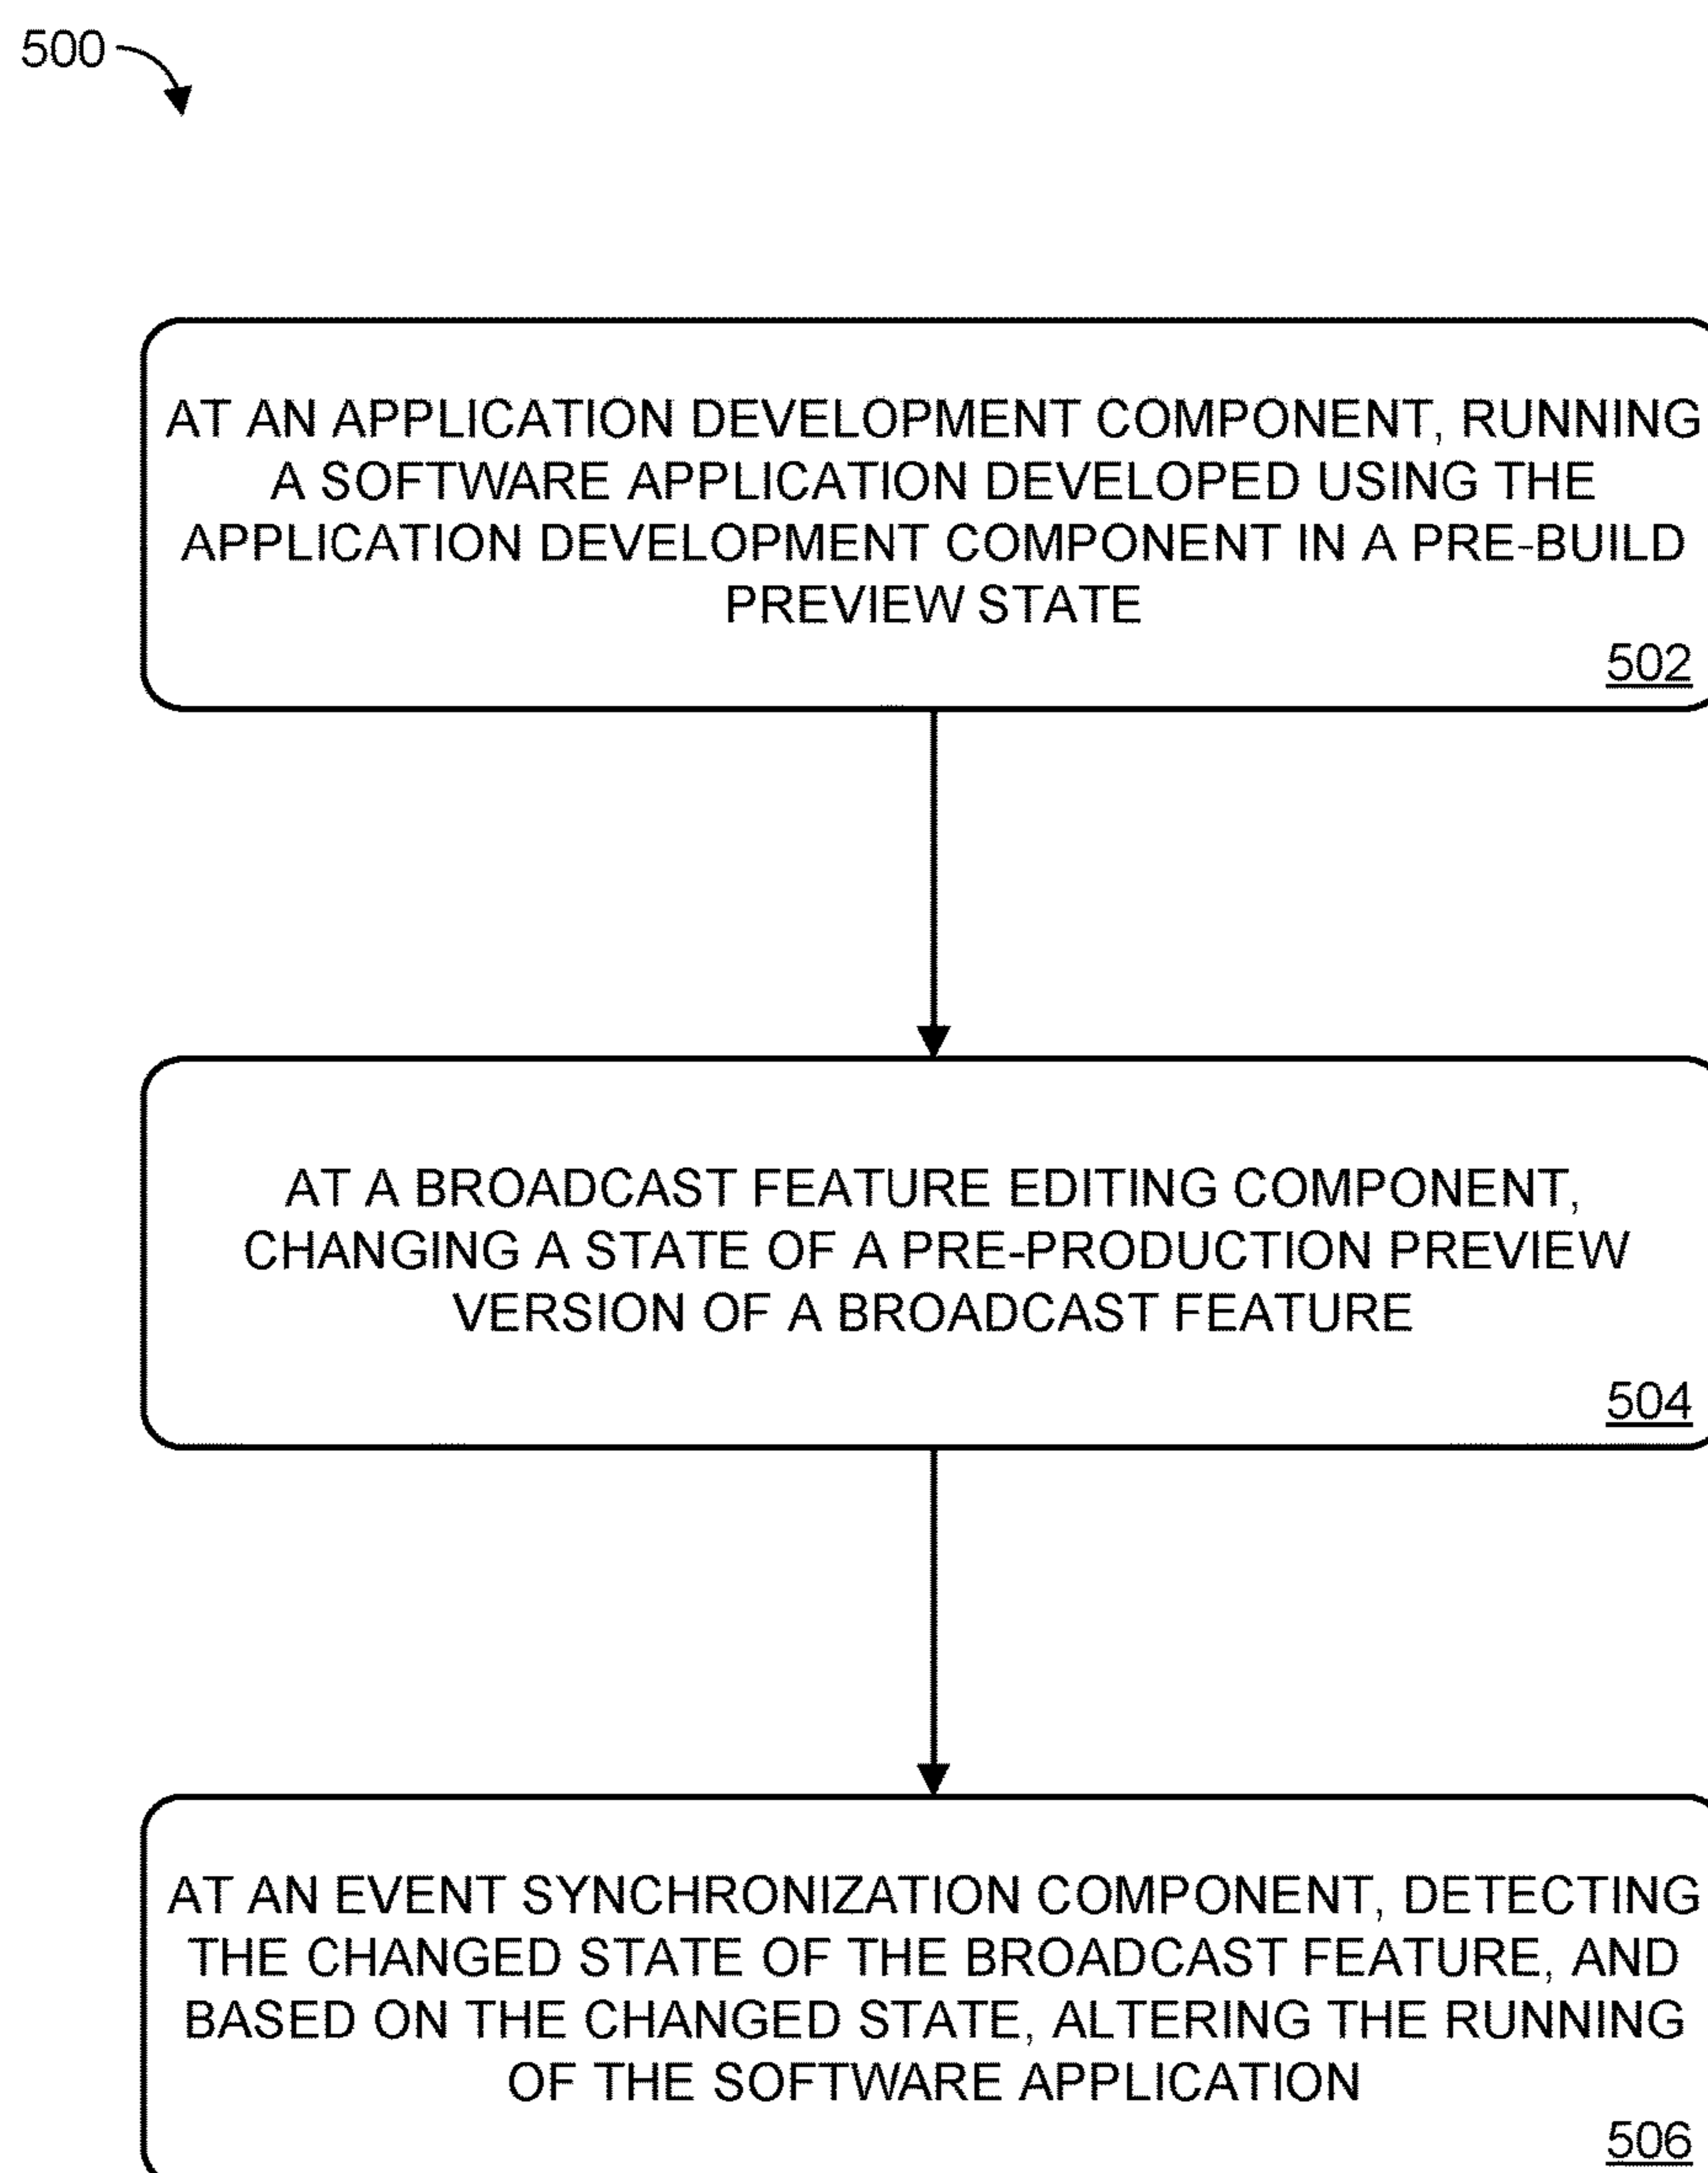 500
AT AN APPLICATION DEVELOPMENT COMPONENT, RUNNING
A SOFTWARE APPLICATION DEVELOPED USING THE
APPLICATION DEVELOPMENT COMPONENT IN A PRE-BUILD
PREVIEW STATE
502
AT A BROADCAST FEATURE EDITING COMPONENT,
CHANGING A STATE OF A PRE-PRODUCTION PREVIEW
VERSION OF A BROADCAST FEATURE
504
AT AN EVENT SYNCHRONIZATION COMPONENT, DETECTING
THE CHANGED STATE OF THE BROADCAST FEATURE, AND
BASED ON THE CHANGED STATE, ALTERING THE RUNNING
OF THE SOFTWARE APPLICATION
506